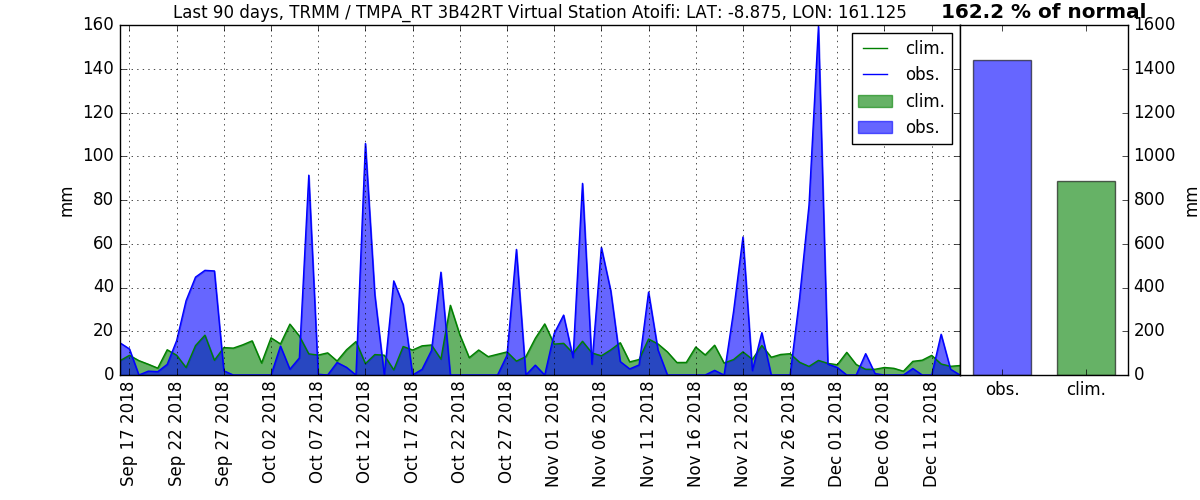 Last 90 days, TRMM / TMPA_RT 3B42RT Virtual Station Atoifi: LAT: -8.875, LON: 161.125
162.2 % of normal
160
140
120
100
80
60
40
20
0
mm
clim.
obs.
clim.
obs.
Sep 17 2018
Sep 22 2018
Sep 27 2018
Oct 02 2018
Oct 07 2018
Oct 12 2018
Oct 17 2018
Oct 22 2018
Oct 27 2018
Nov 01 2018
Nov 06 2018
Nov 11 2018
Nov 16 2018
Nov 21 2018
Nov 26 2018
Dec 01 2018
Dec 06 2018
Dec 11 2018
1600
1400
1200
1000
800
600
400
200
0
mm
obs.
clim.